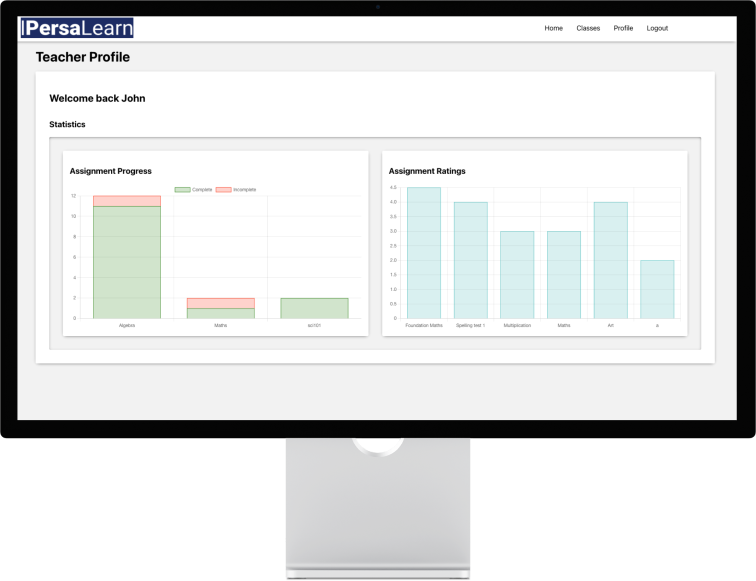 PersaLearn
Home Classes Profile Logout
Teacher Profile
Welcome back John
Statistics
Assignment Progress
Complete Incomplete
12
10
8
6
4
2
0
Algebra Maths
Assignment Ratings
4.5
4.0
3.5
3.0
2.5
2.0
1.5
1.0
0.5
0
Foundation Maths Spelling test 1 Multiplication Maths Art